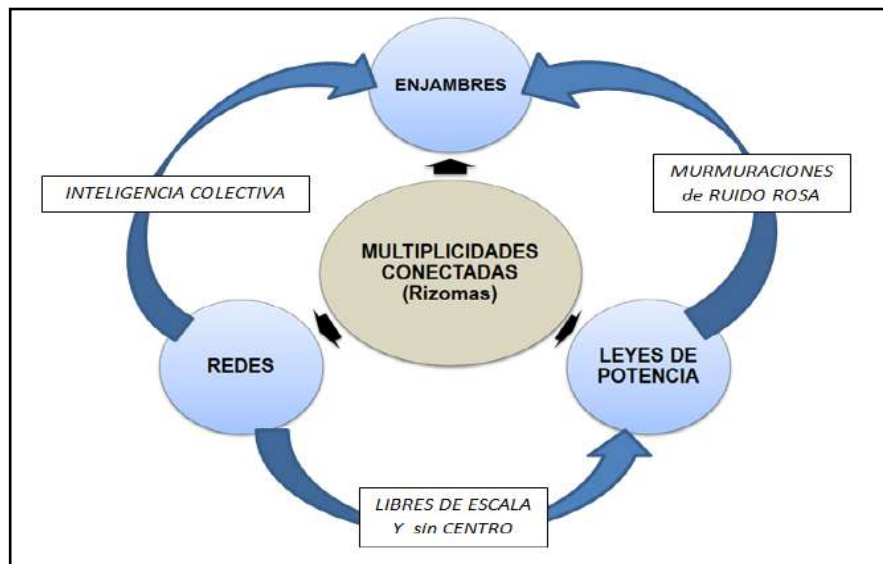 ENJAMBRES
INTELIGENCIA COLECTIVA
MURMURACIONES
de RUIDO ROSA
MULTIPLICIDADES
CONECTADAS
(Rizomas)
REDES
LEYES DE
POTENCIA
LIBRES DE ESCALA
Y sin CENTRO